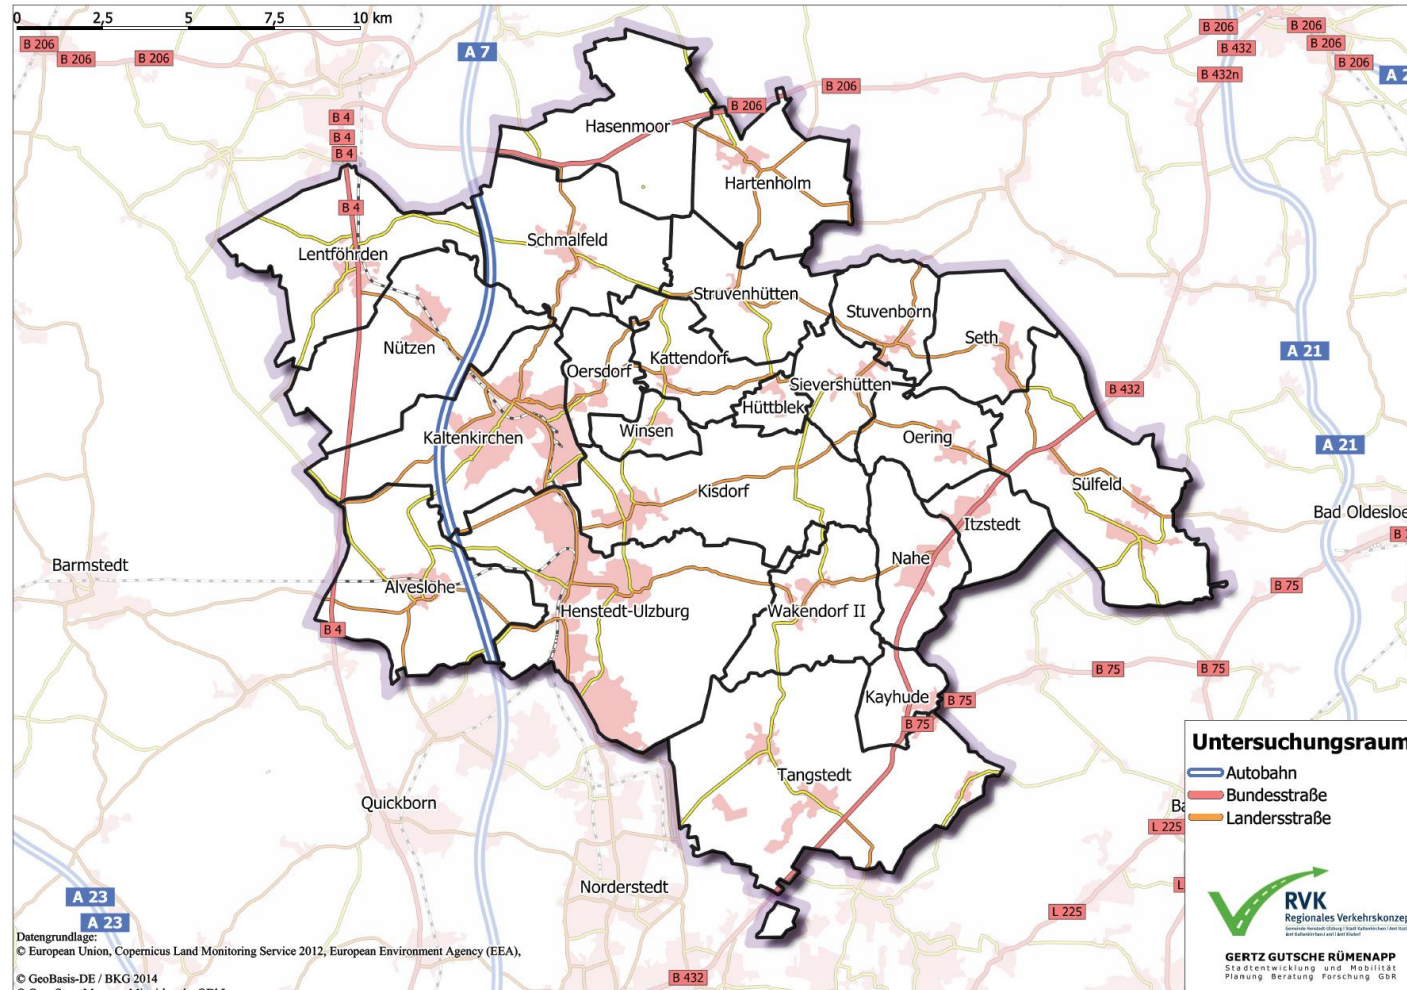 0 2,5 5 7,5 10 km
B 206
B 206
B 206
A 7
B 206
B 206
B 206
B 206
B 432
B 206
B 206
B 432n
A 2
B 4
B 4
B 4
B 4
Hasenmoor
Hartenholm
Lentföhrden
Schmalfeld
Struvenhütten
Stuvenborn
Seth
Nützen
Oersdorf
Kattendorf
Sievershütten
A 21
B 432
Hüttblek
Kaltenkirchen
Winsen
Oering
A 21
Kisdorf
Sülfeld
Itzstedt
Bad Oldesloe
B
Barmstedt
Alveslohe
Nahe
B 75
Henstedt-Ulzburg
Wakendorf II
B 4
B 75
B 75
Kayhude
B 75
B 75
Tangstedt
Quickborn
Norderstedt
A 23
A 23
Ba
L 225
L
L 225
B 432
Untersuchungsraum
Autobahn
Bundesstraße
Landersstraße
RVK
Regionales Verkehrskonzep
GERTZ GUTSCHE RÜMENAPP
Stadtentwicklung und Mobilität
Planung Beratung Forschung GbR
Datengrundlage:
© European Union, Copernicus Land Monitoring Service 2012, European Environment Agency (EEA),
© GeoBasis-DE / BKG 2014